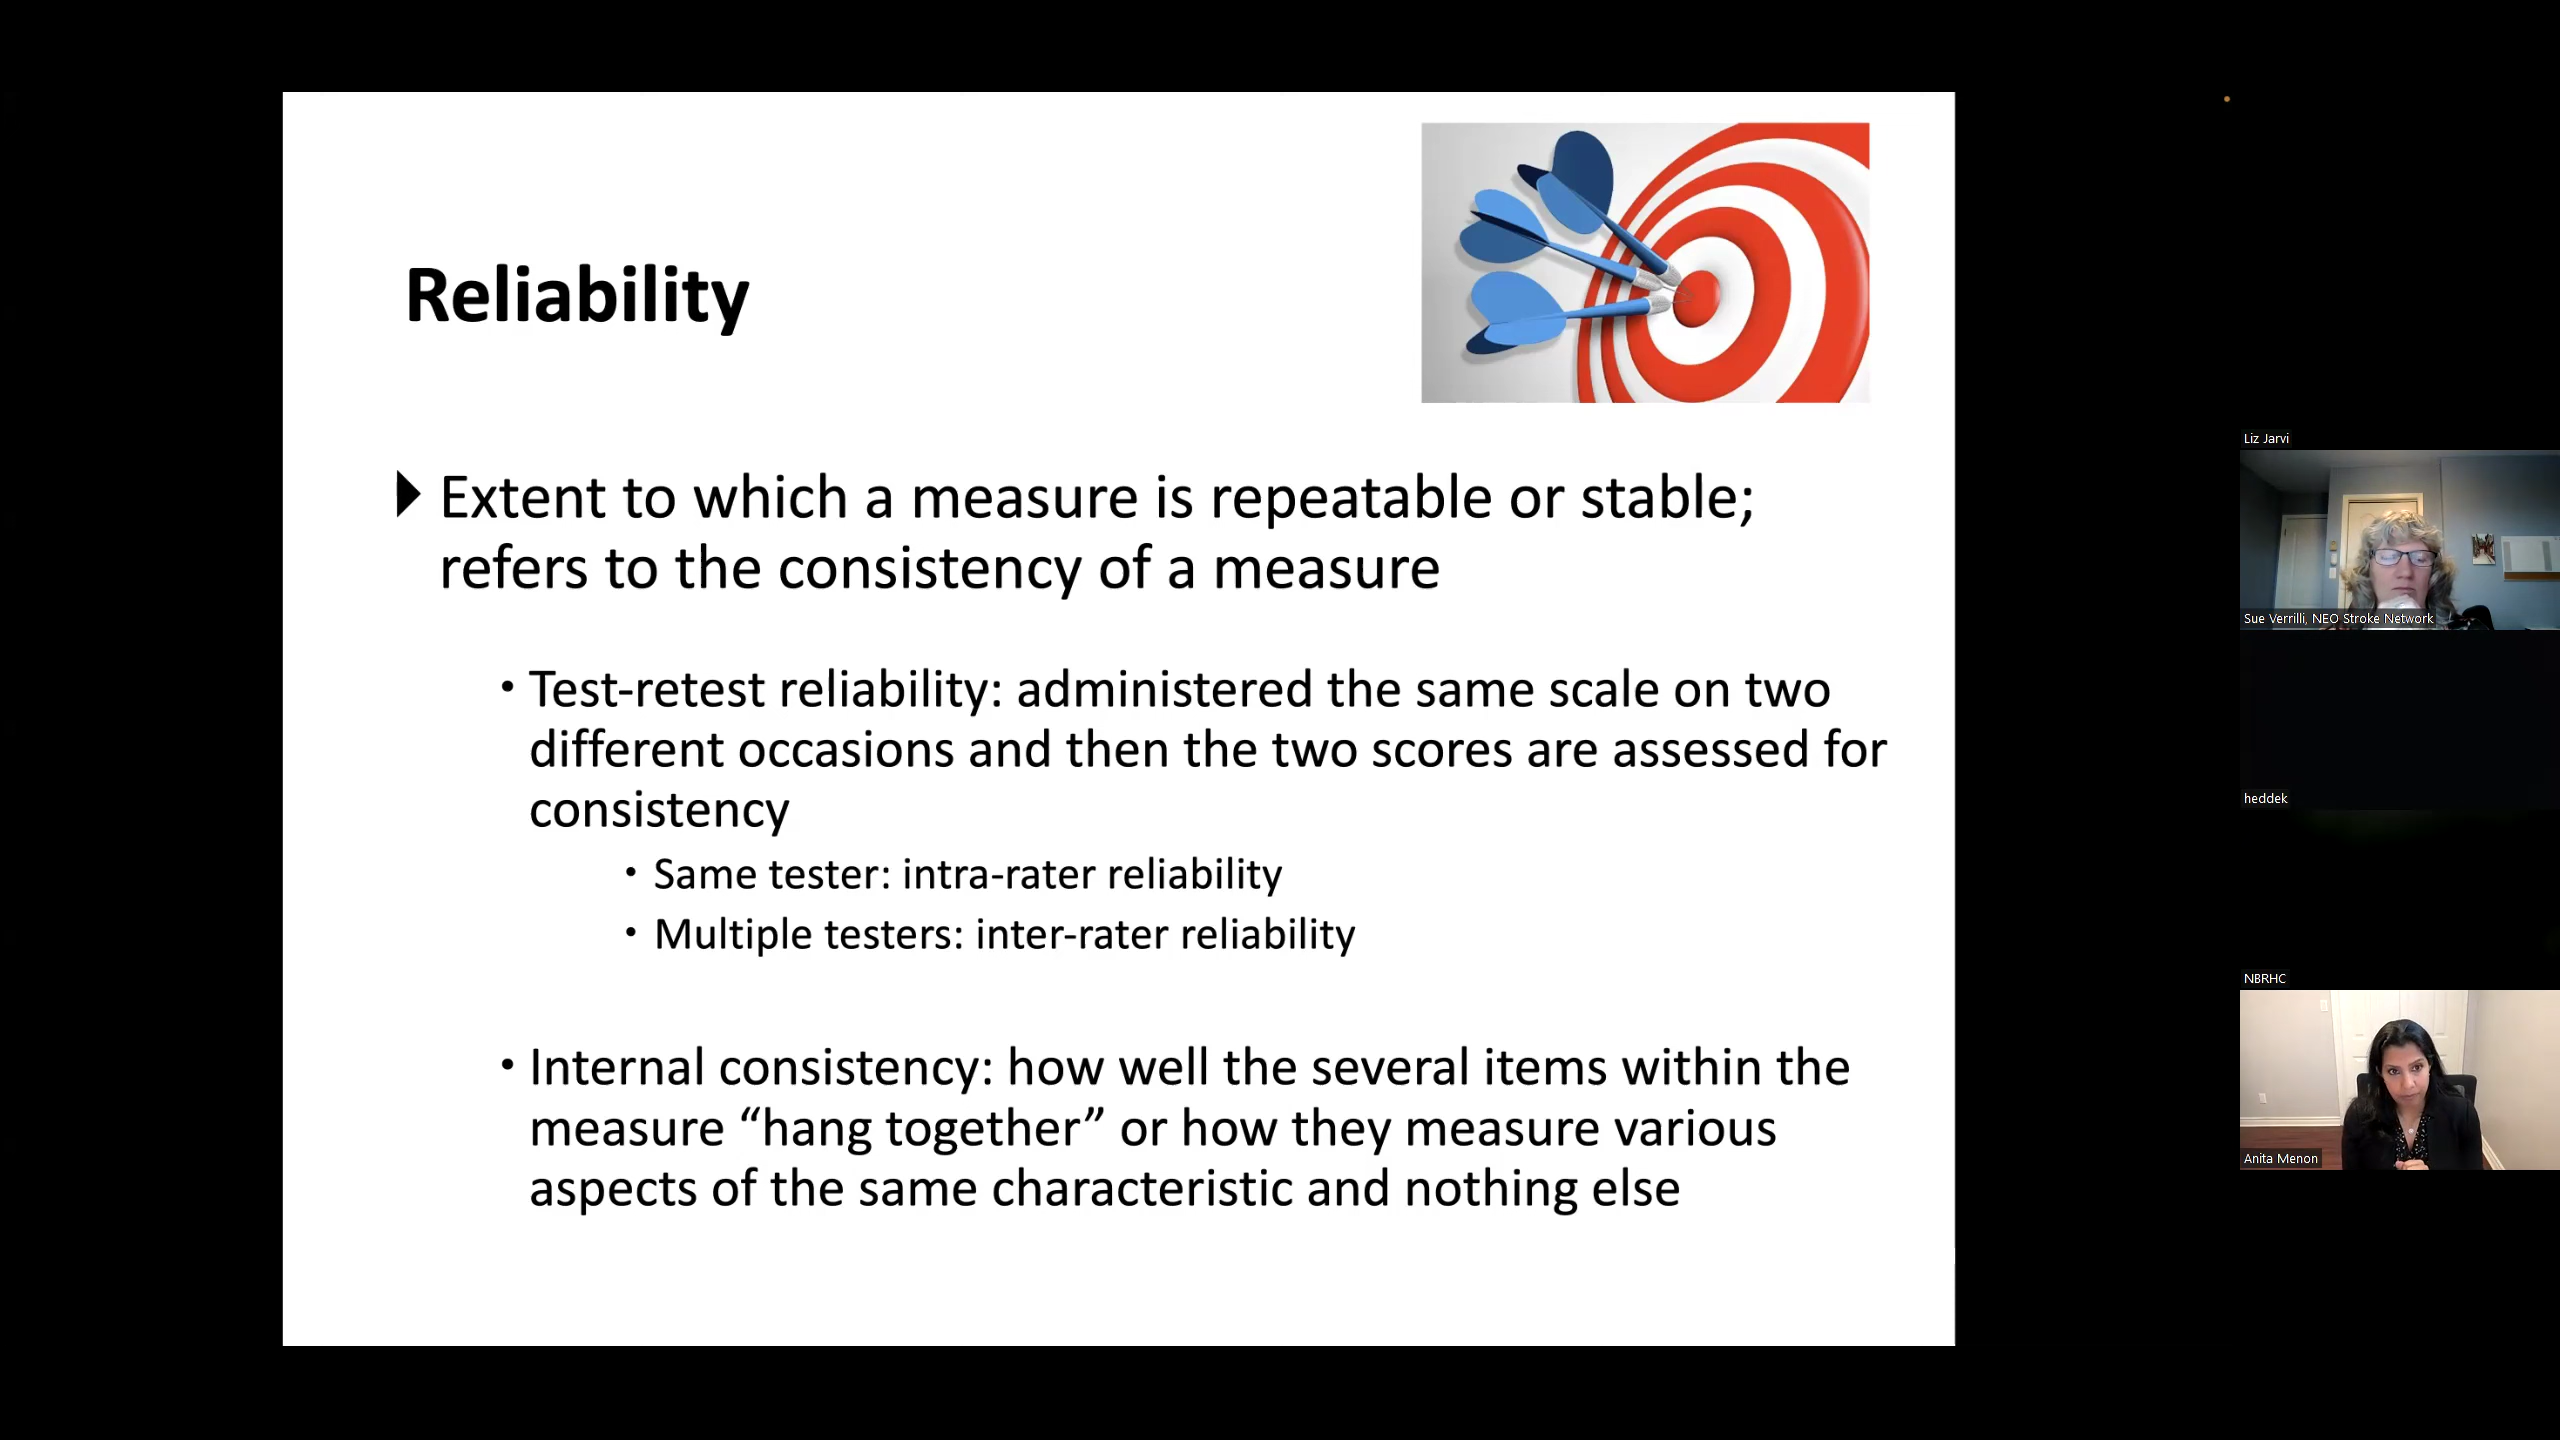 Reliability
Extent to which a measure is repeatable or stable;
refers to the consistency of a measure
• Test-retest reliability: administered the same scale on two
different occasions and then the two scores are assessed for
consistency
• Same tester: intra-rater reliability
• Multiple testers: inter-rater reliability
• Internal consistency: how well the several items within the
measure “hang together” or how they measure various
aspects of the same characteristic and nothing else
Liz Jarvi
Sue Verrilli, NEO Stroke Network
heddek
NBRHC
Anita Menon